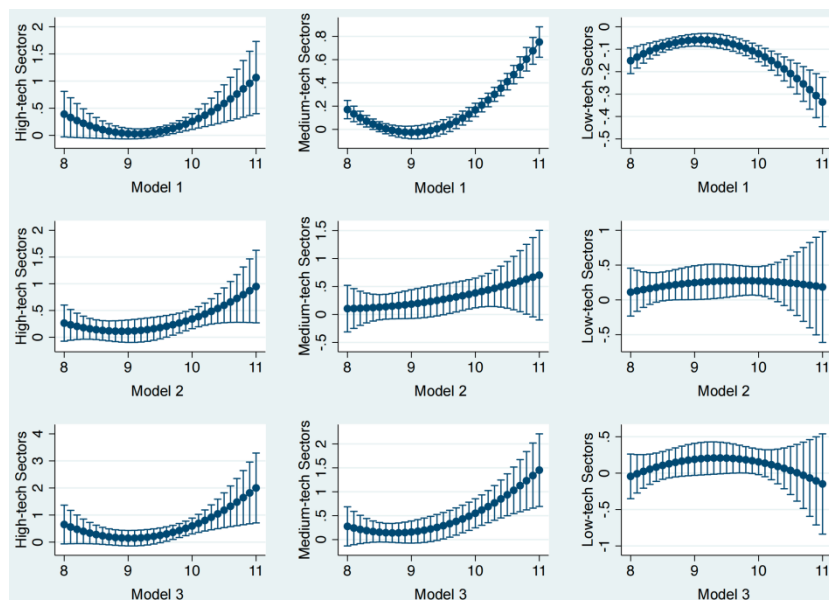 High-tech Sectors
2
1.5
1
.5
0
8 9 10 11
Model 1
Medium-tech Sectors
.8
.6
.4
.2
0
8 9 10 11
Model 1
Low-tech Sectors
0
-.1
-.2
-.3
-.4
-.5
8 9 10 11
Model 1
High-tech Sectors
2
1.5
1
.5
0
8 9 10 11
Model 2
Medium-tech Sectors
1.5
1
.5
0
-.5
8 9 10 11
Model 2
Low-tech Sectors
1
.5
0
-.5
8 9 10 11
Model 2
High-tech Sectors
4
3
2
1
0
8 9 10 11
Model 3
Medium-tech Sectors
2
1.5
1
.5
0
8 9 10 11
Model 3
Low-tech Sectors
.5
0
-.5
-1
8 9 10 11
Model 3